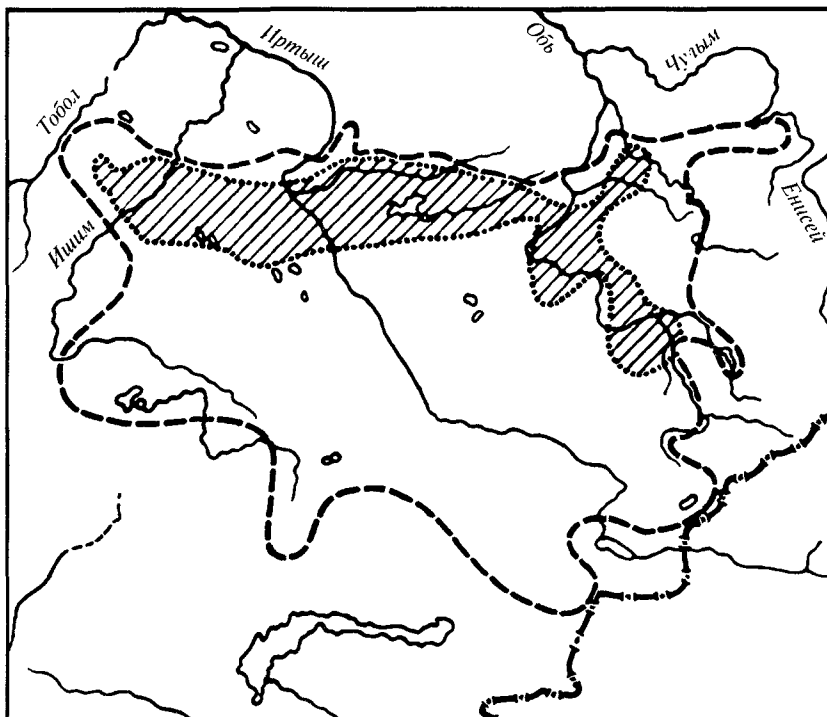 Тобол
Иртыш
Обь
Чулым
Енисей
Ишим